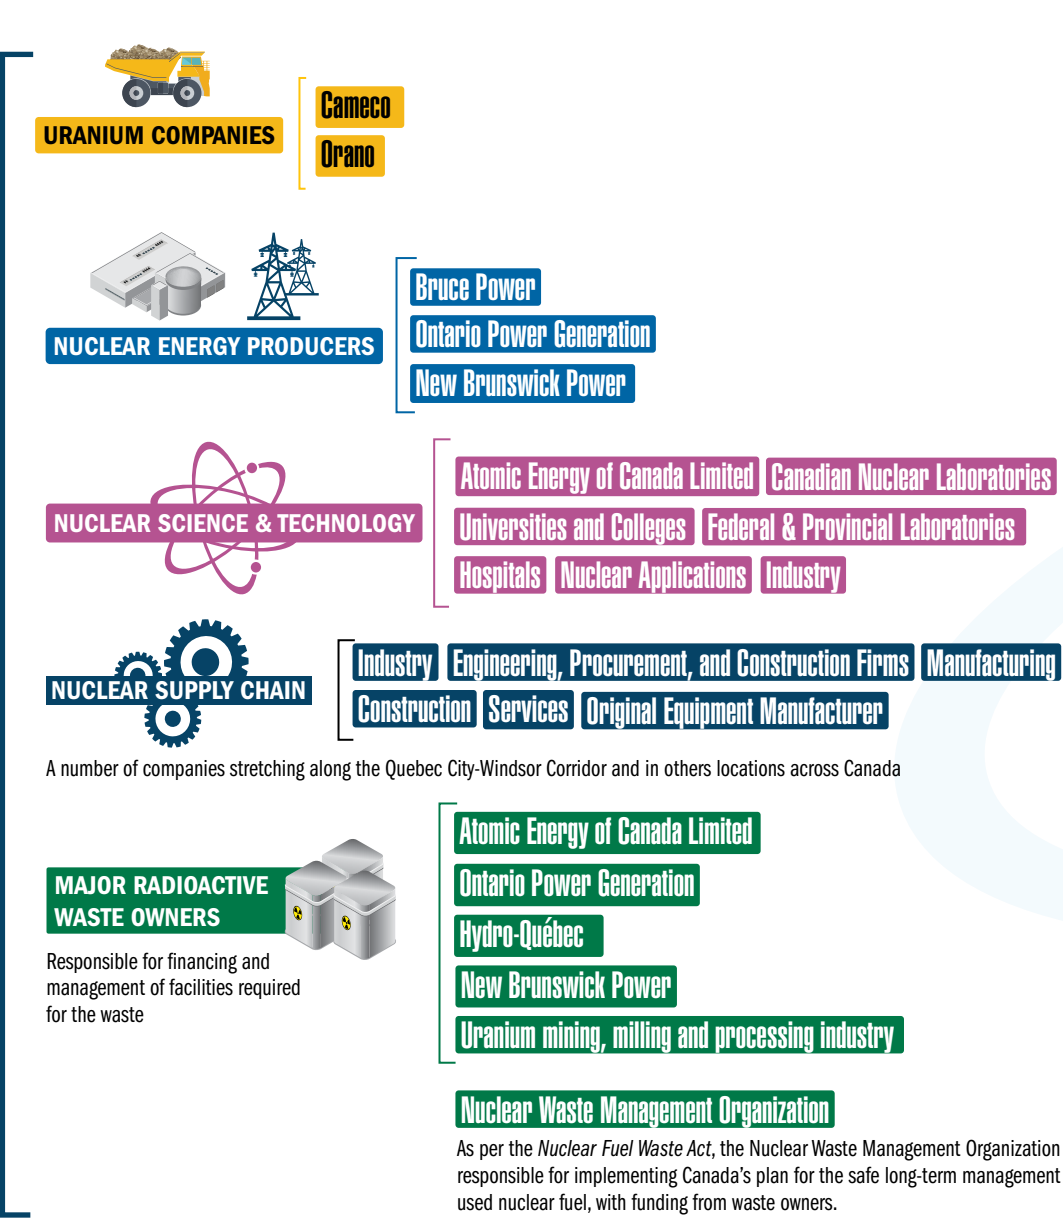 URANIUM COMPANIES
Cameco
Orano
NUCLEAR ENERGY PRODUCERS
Bruce Power
Ontario Power Generation
New Brunswick Power
NUCLEAR SCIENCE & TECHNOLOGY
Atomic Energy of Canada Limited Canadian Nuclear Laboratories
Universities and Colleges Federal & Provincial Laboratories
Hospitals Nuclear Applications Industry
NUCLEAR SUPPLY CHAIN
Industry Engineering, Procurement, and Construction Firms Manufacturing
Construction Services Original Equipment Manufacturer
A number of companies stretching along the Quebec City-Windsor Corridor and in others locations across Canada
MAJOR RADIOACTIVE
WASTE OWNERS
Responsible for financing and
management of facilities required
for the waste
Atomic Energy of Canada Limited
Ontario Power Generation
Hydro-Québec
New Brunswick Power
Uranium mining, milling and processing industry
Nuclear Waste Management Organization
As per the Nuclear Fuel Waste Act, the Nuclear Waste Management Organization
responsible for implementing Canada's plan for the safe long-term management
used nuclear fuel, with funding from waste owners.